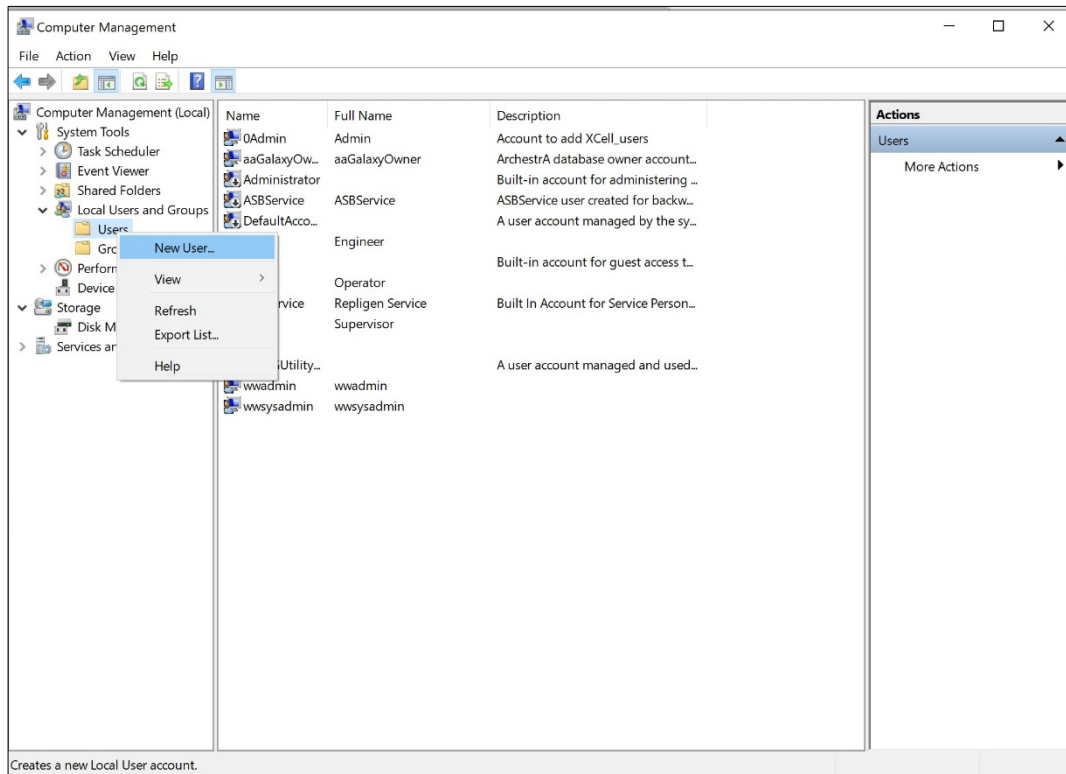 Computer Management
File Action View Help
Computer Management (Local)
System Tools
Task Scheduler
Event Viewer
Shared Folders
Local Users and Groups
Users
Gro
Perforn
Device
Storage
Disk M
Services an
New User...
View
Refresh
Export List...
Help
Name Full Name Description
0Admin Admin Account to add XCell_users
aaGalaxyOw... aaGalaxyOwner ArchestrA database owner account...
Administrator Built-in account for administering ...
ASBService ASBService ASBService user created for backw...
DefaultAcco... A user account managed by the sy...
Engineer
Built-in account for guest access t...
Operator
rvice Repligen Service Built In Account for Service Person...
Supervisor
Utility... A user account managed and used...
wwadmin wwadmin
wwsysadmin wwsysadmin
Actions
Users
More Actions
Creates a new Local User account.